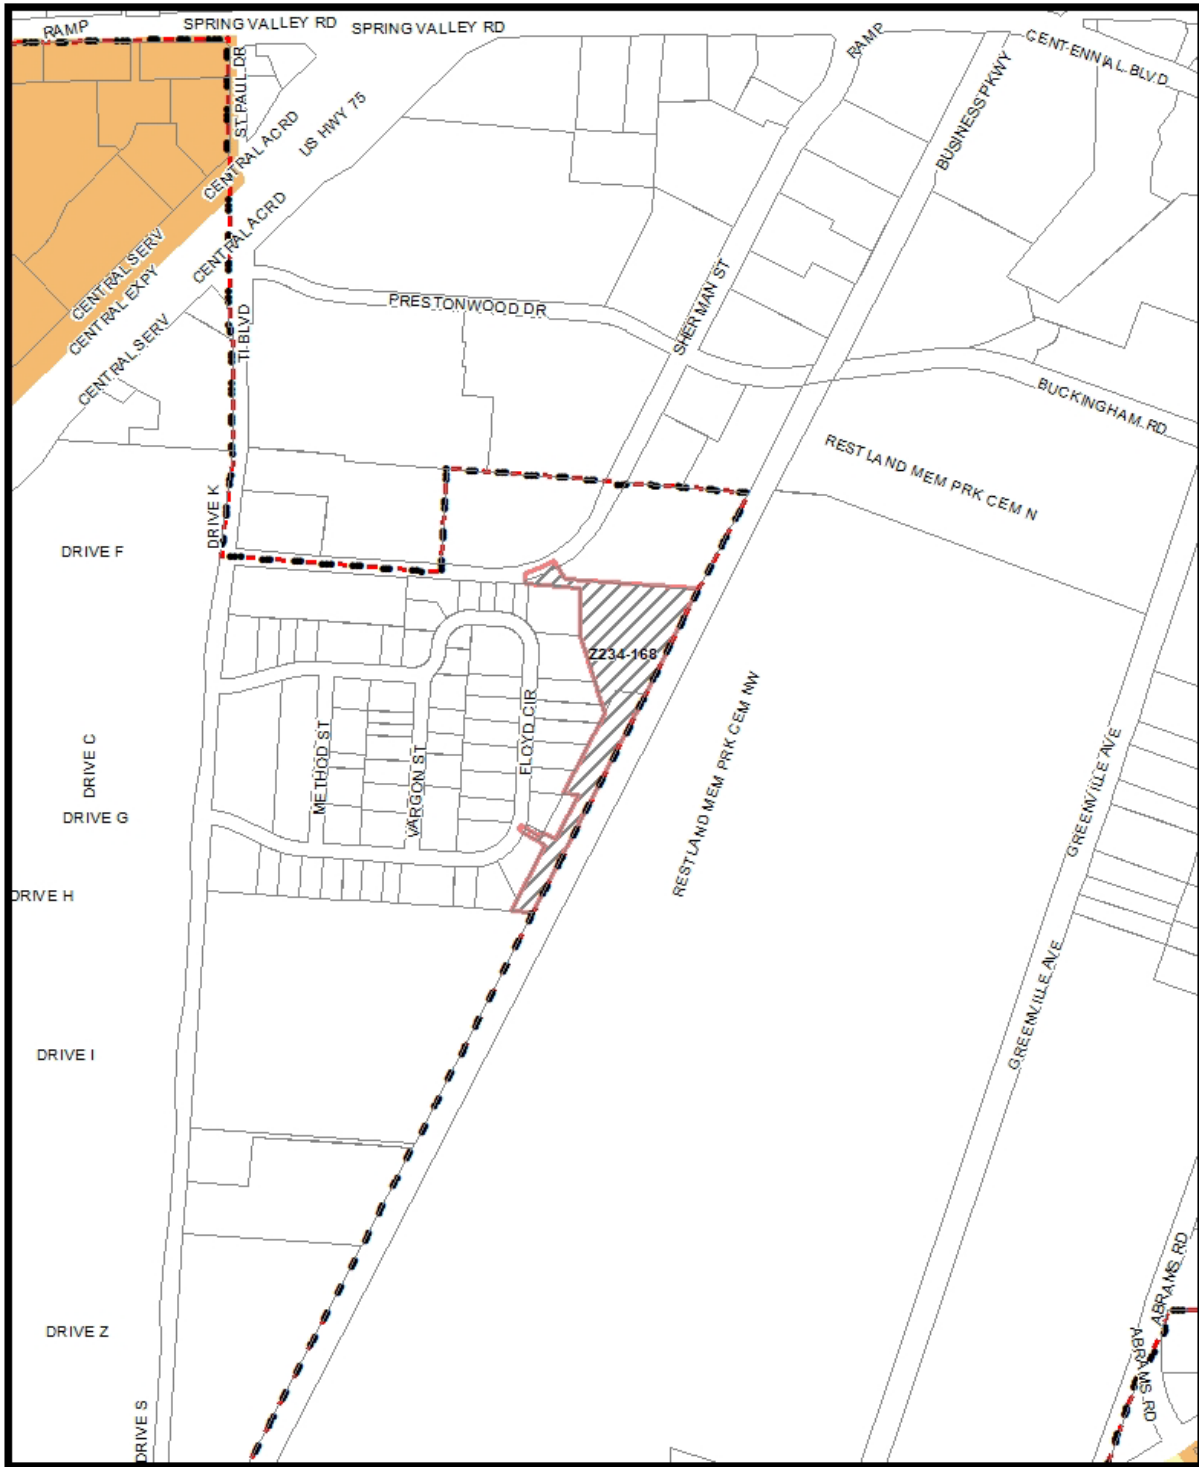 RAMP
SPRING VALLEY RD
SPRING VALLEY RD
RAMP
CENTENNIAL BLVD
ST PAUL DR
CENTRAL ACRD
US HWY 75
BUSINESS PKWY
CENTRAL ACRD
CENTRAL SERV
CENTRAL EXPY
CENTRAL SERV
TI BLVD
PRESTONWOOD DR
SHERMAN ST
BUCKINGHAM RD
RESTLAND MEM PRK CEM N
DRIVE K
DRIVE F
Z234-168
RESTLAND MEM PRK CEM NW
FLOYD CIR
METHOD ST
VARGON ST
DRIVE C
DRIVE G
GREENVILLE AVE
DRIVE H
GREENVILLE AVE
DRIVE I
ABRAMS RD
DRIVE Z
ABRAMS RD
DRIVE S